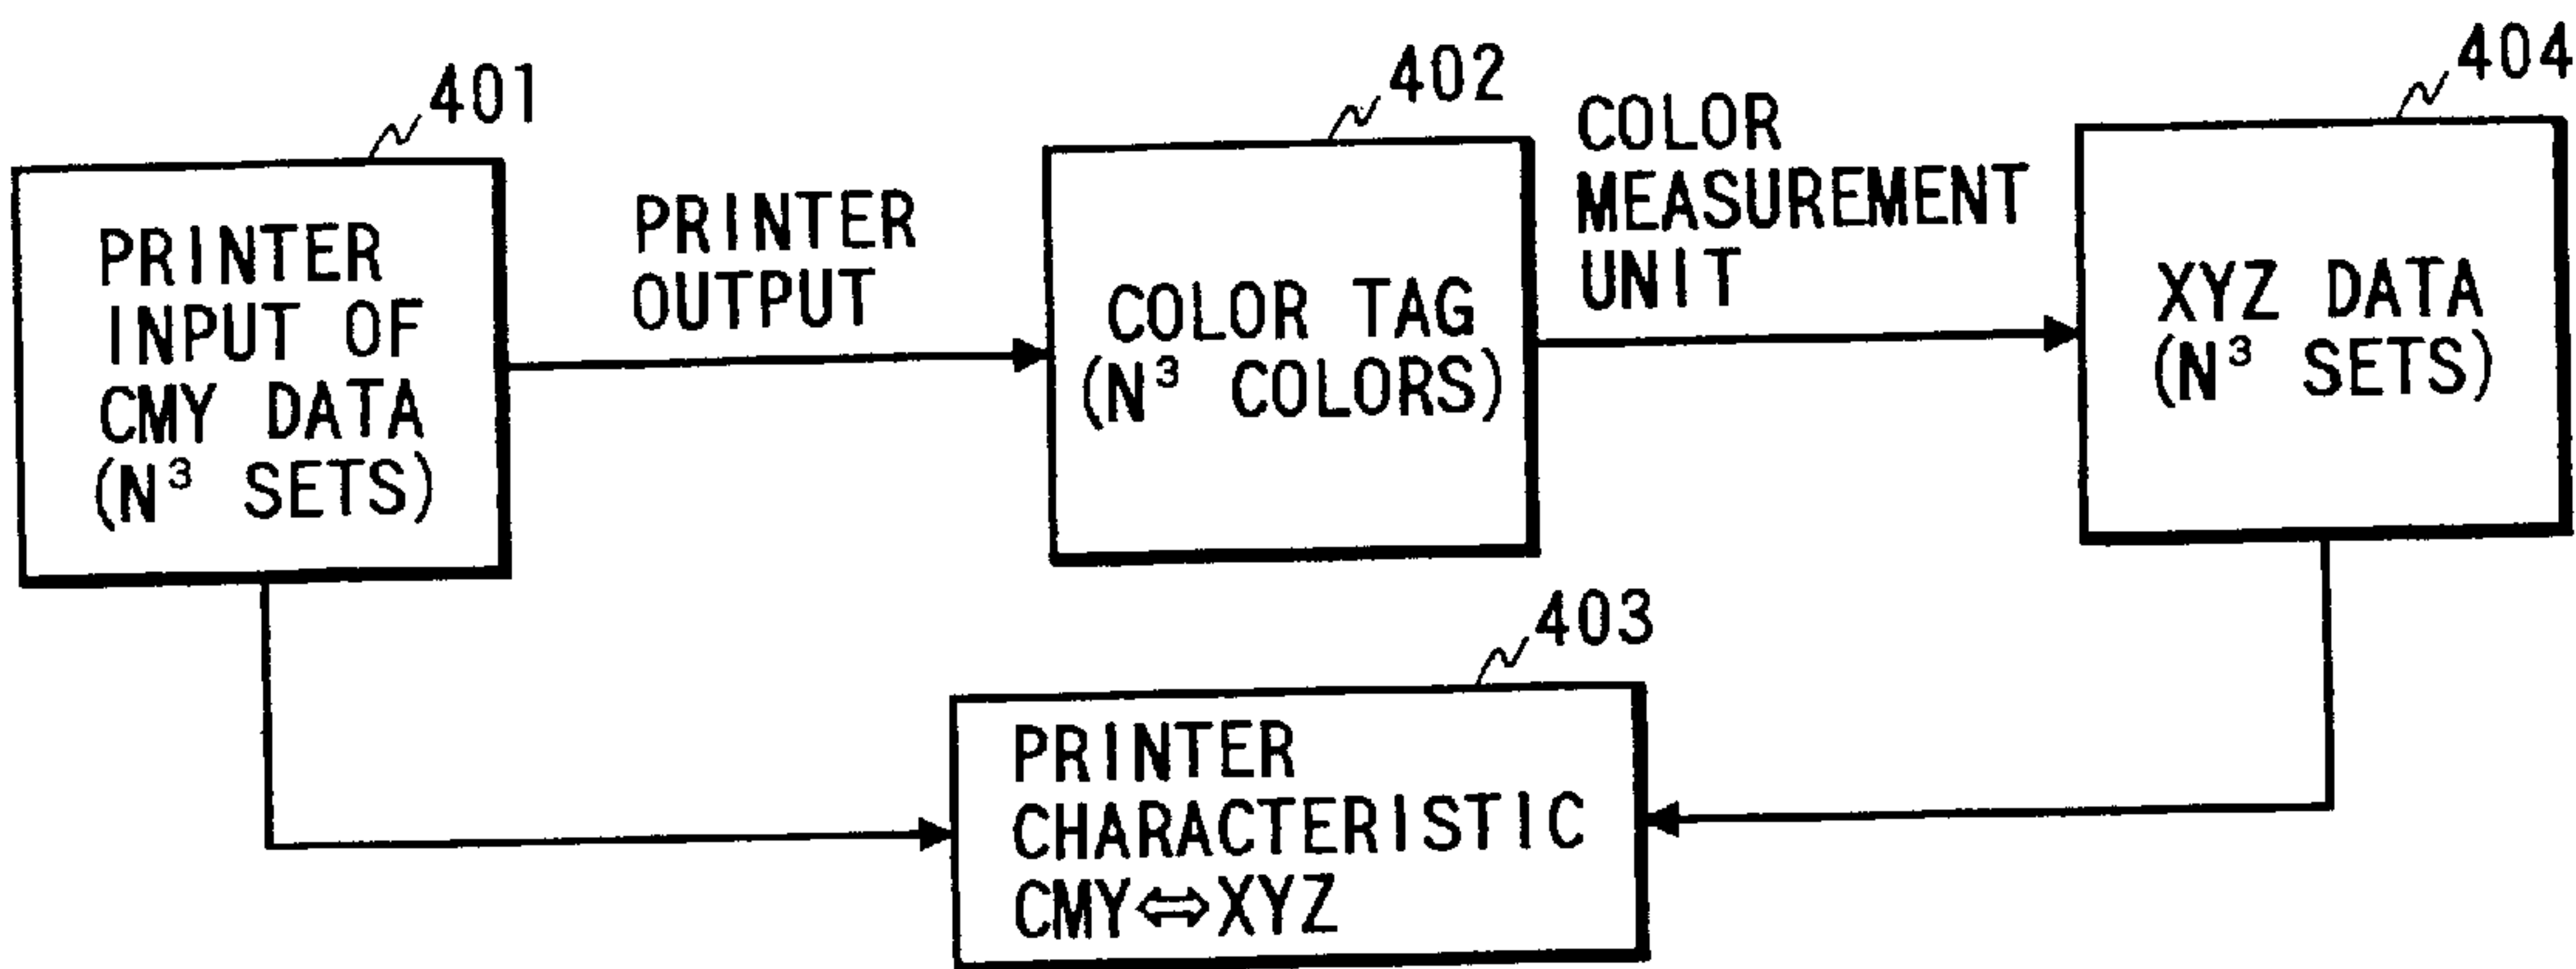 401
PRINTER
INPUT OF
CMY DATA
(N³ SETS)
PRINTER
OUTPUT
402
COLOR TAG
(N³ COLORS)
COLOR
MEASUREMENT
UNIT
404
XYZ DATA
(N³ SETS)
403
PRINTER
CHARACTERISTIC
CMY⇔XYZ